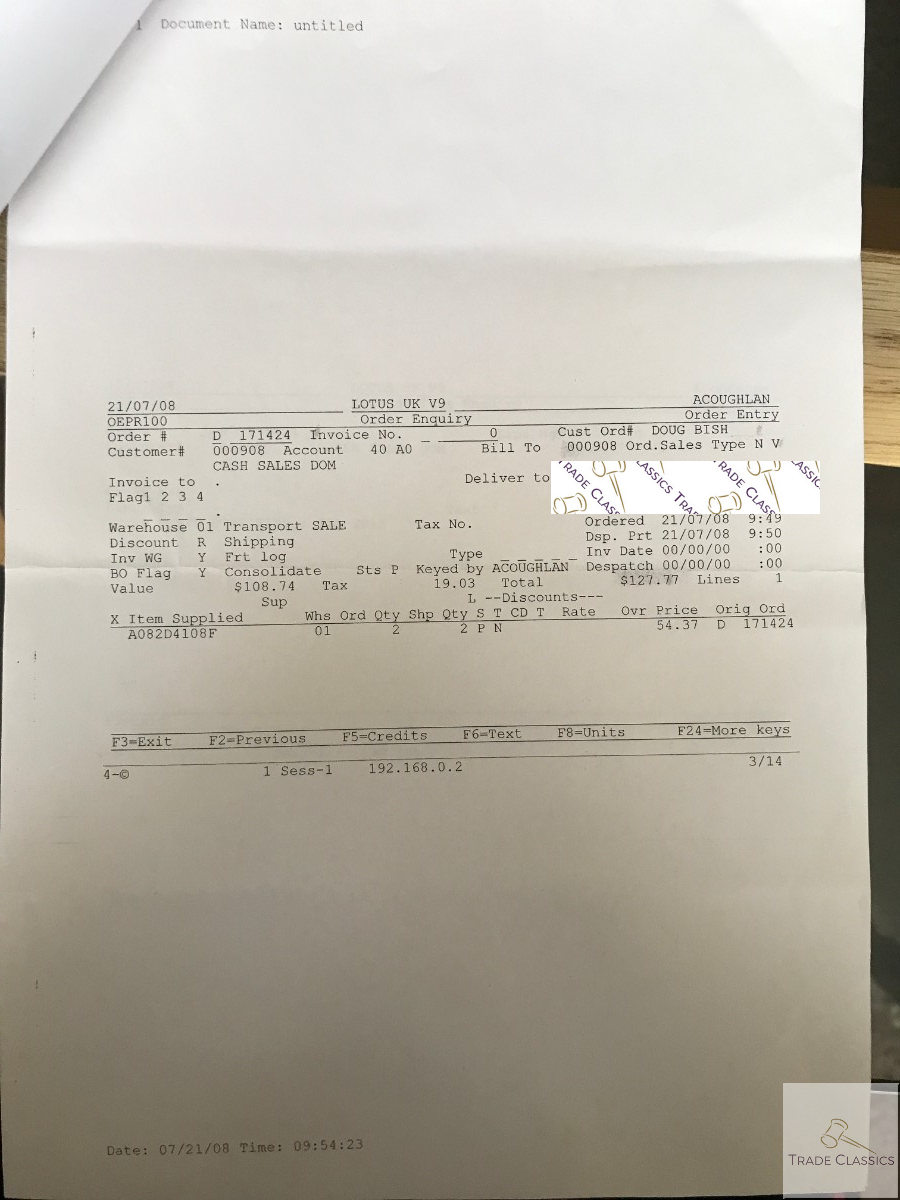 1 Document Name: untitled
21/07/08 LOTUS UK V9 ACOUGHLAN
OEPR100 Order Enquiry Order Entry
Order # D 171424 Invoice No. 0 Cust Ord# DOUG BISH
Customer# 000908 Account 40 A0 Bill To 000908 Ord.Sales Type N V
CASH SALES DOM
Invoice to . Deliver to
Flag1 2 3 4
.
Warehouse 01 Transport SALE Tax No. Ordered 21/07/08 9:49
Discount R Shipping Dsp. Prt 21/07/08 9:50
Inv WG Y Frt log Type _ _ _ _ _ Inv Date 00/00/00 :00
BO Flag Y Consolidate Sts P Keyed by ACOUGHLAN Despatch 00/00/00 :00
Value $108.74 Tax 19.03 Total $127.77 Lines 1
Sup L --Discounts---
X Item Supplied Whs Ord Qty Shp Qty S T CD T Rate Ovr Price Orig Ord
A082D4108F 01 2 2 P N 54.37 D 171424
F3=Exit F2=Previous F5=Credits F6=Text F8=Units F24=More keys
4-© 1 Sess-1 192.168.0.2 3/14
Date: 07/21/08 Time: 09:54:23
TRADE CLASSICS